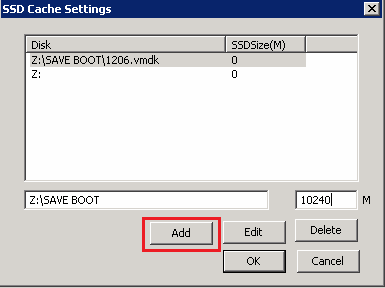 SSD Cache Settings
Disk SSDSize(M)
Z:\SAVE BOOT\1206.vmdk 0
Z: 0
Z:\SAVE BOOT 10240 M
Add Edit Delete
OK Cancel